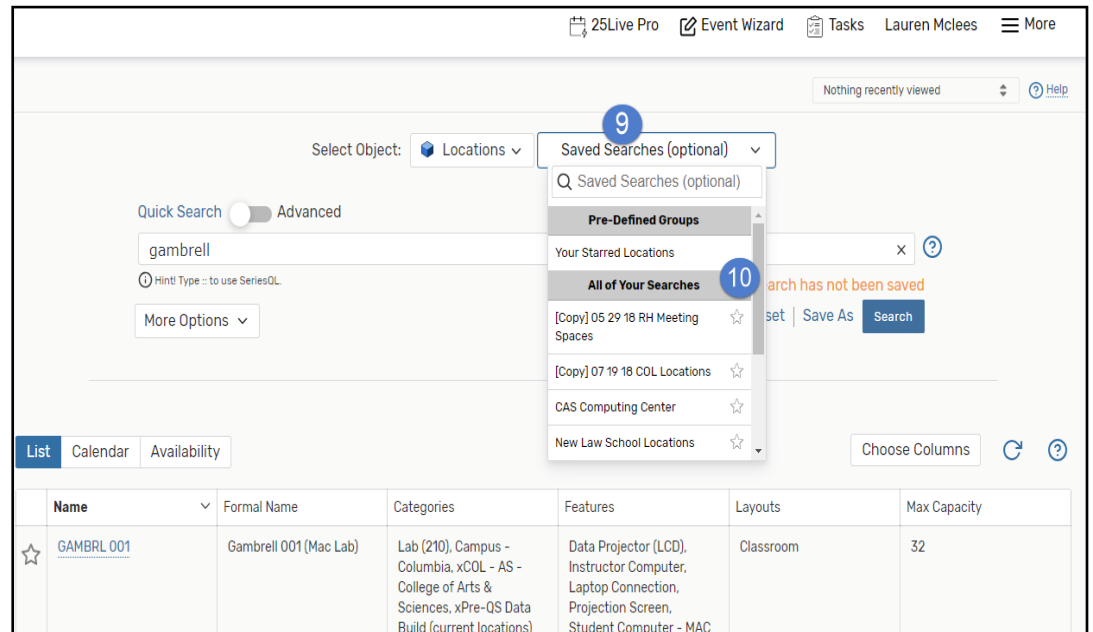 25Live Pro Event Wizard Tasks Lauren Mclees More
Nothing recently viewed Help
9
Select Object: Locations Saved Searches (optional)
Saved Searches (optional)
Quick Search Advanced
Pre-Defined Groups
gambrell x ?
Your Starred Locations
Hint! Type :: to use SeriesQL.
All of Your Searches 10 arch has not been saved
More Options
[Copy] 05 29 18 RH Meeting
Spaces
set | Save As Search
[Copy] 07 19 18 COL Locations
CAS Computing Center
New Law School Locations
List Calendar Availability Choose Columns ?
Name Formal Name Categories Features Layouts Max Capacity
GAMBRL 001 Gambrell 001 (Mac Lab) Lab (210), Campus - Data Projector (LCD), Classroom 32
Columbia, xCOL - AS - Instructor Computer,
College of Arts & Laptop Connection,
Sciences, xPre-QS Data Projection Screen,
Build (current locations) Student Computer - MAC